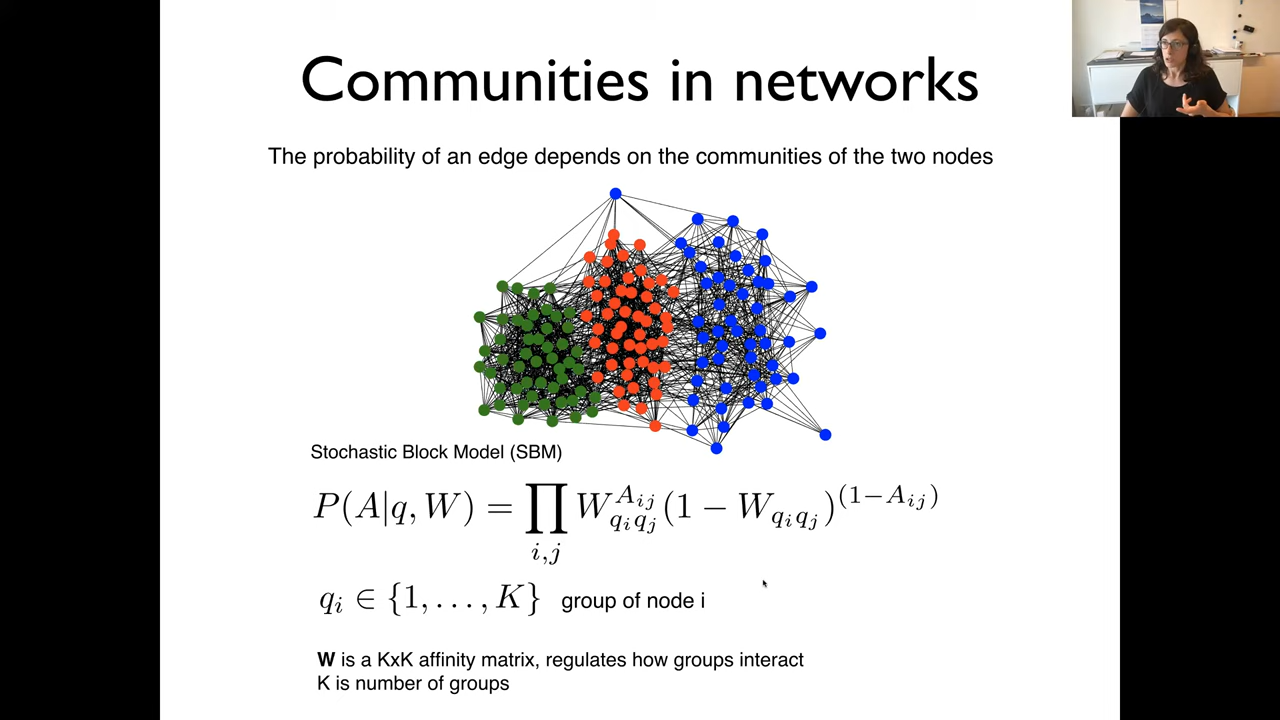 Communities in networks
The probability of an edge depends on the communities of the two nodes
Stochastic Block Model (SBM)
P(A|q, W) = ∏_{i,j} W_{q_i q_j}^{A_{ij}} (1 − W_{q_i q_j})^{(1−A_{ij})}
q_i ∈ {1, . . . , K} group of node i
W is a KxK affinity matrix, regulates how groups interact
K is number of groups